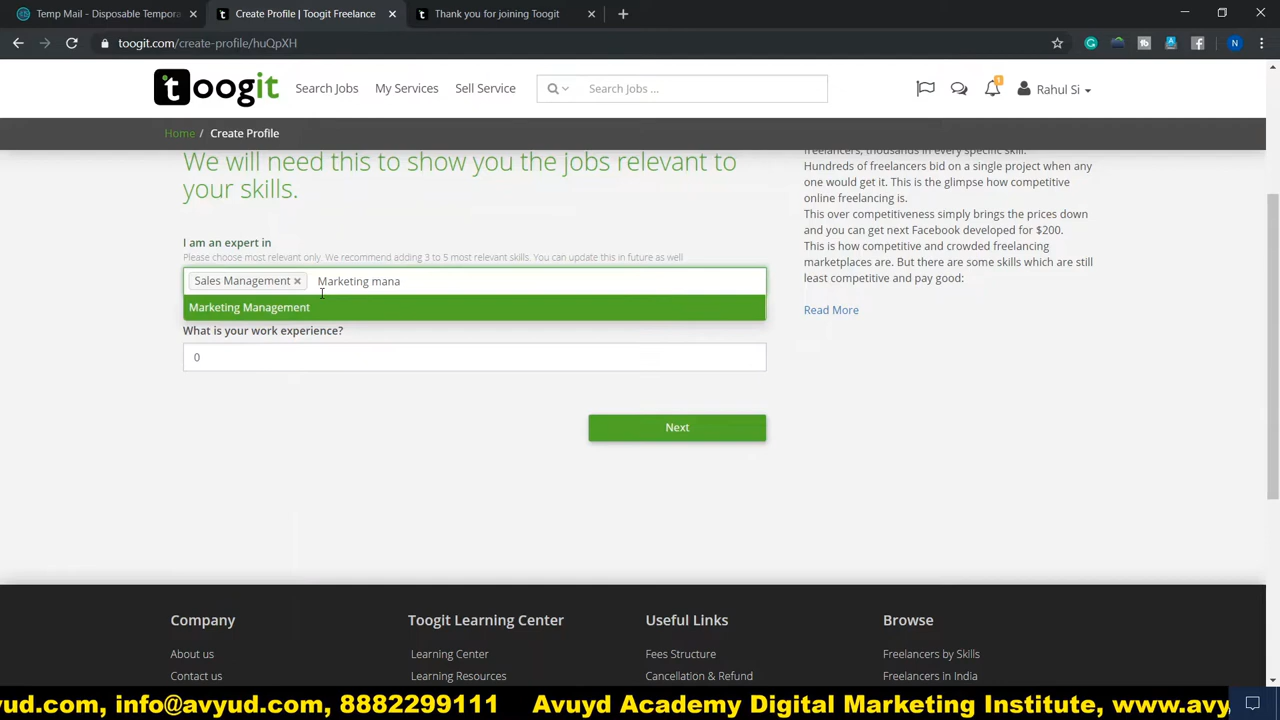 Temp Mail - Disposable Tempora
Create Profile | Toogit Freelance
Thank you for joining Toogit
toogit.com/create-profile/huQpXH
N
toogit
Search Jobs
My Services
Sell Service
Search Jobs ...
1
Rahul Si
Home / Create Profile
We will need this to show you the jobs relevant to
your skills.
I am an expert in
Please choose most relevant only. We recommend adding 3 to 5 most relevant skills. You can update this in future as well
Sales Management ×
Marketing mana
Marketing Management
What is your work experience?
0
Next
freelancers, thousands in every specific skill.
Hundreds of freelancers bid on a single project when any
one would get it. This is the glimpse how competitive
online freelancing is.
This over competitiveness simply brings the prices down
and you can get next Facebook developed for $200.
This is how competitive and crowded freelancing
marketplaces are. But there are some skills which are still
least competitive and pay good:
Read More
Company
About us
Contact us
Toogit Learning Center
Learning Center
Learning Resources
Useful Links
Fees Structure
Cancellation & Refund
Browse
Freelancers by Skills
Freelancers in India
yud.com, info@avyud.com, 8882299111 Avuyd Academy Digital Marketing Institute, www.avy